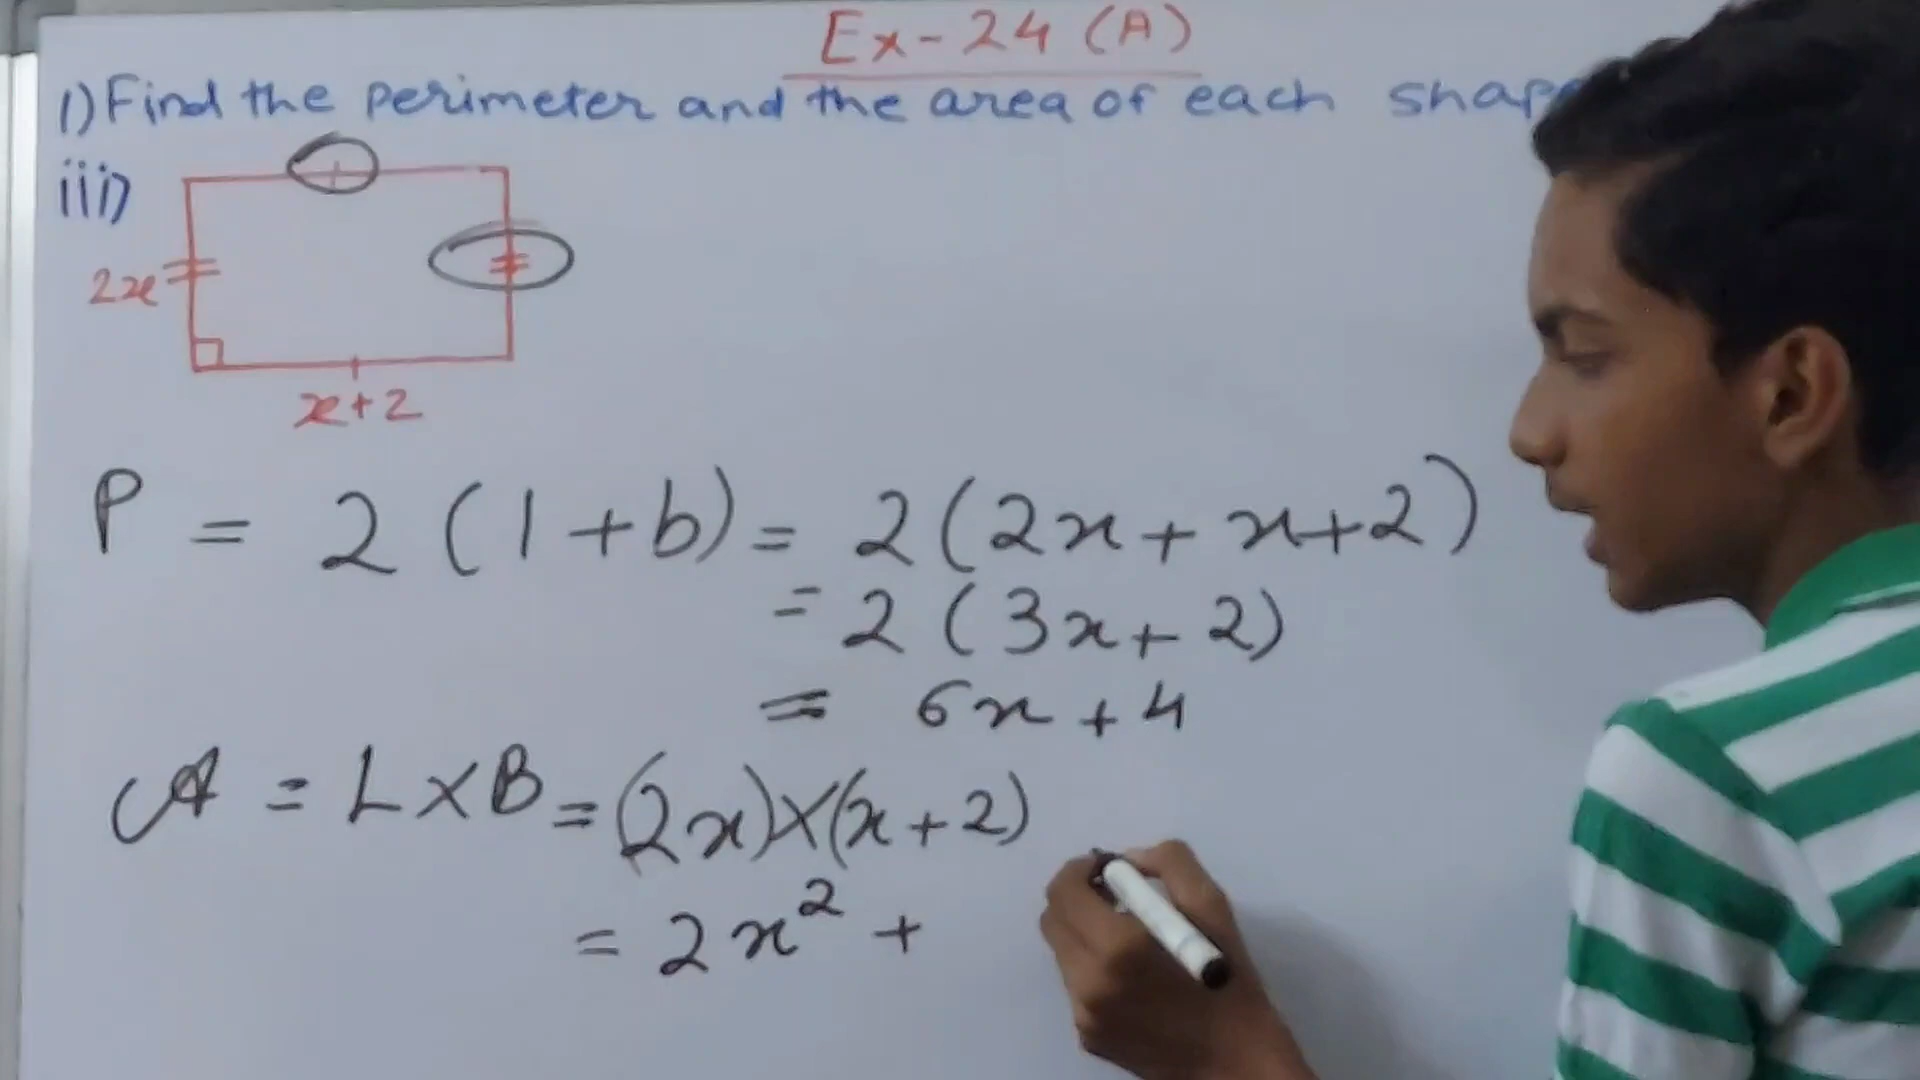 Ex-24 (A)
1) Find the perimeter and the area of each
iii)
2x
x+2
P = 2 (l+b) = 2(2x + x+2)
= 2 (3x+2)
= 6x+4
A = L×B = (2x)×(x+2)
= 2x² +